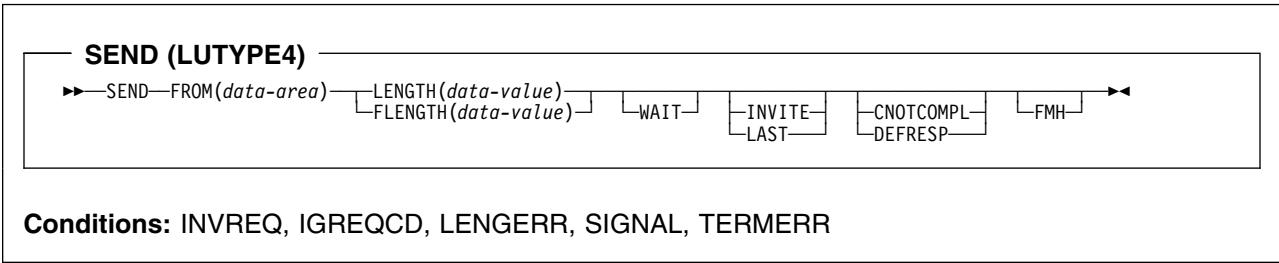 SEND (LUTYPE4)
►►──SEND──FROM(data-area)──LENGTH(data-value)──►◄
FLENGTH(data-value) WAIT INVITE CNOTCOMPL FMH
LAST DEFRESP
Conditions: INVREQ, IGREQCD, LENGERR, SIGNAL, TERMERR